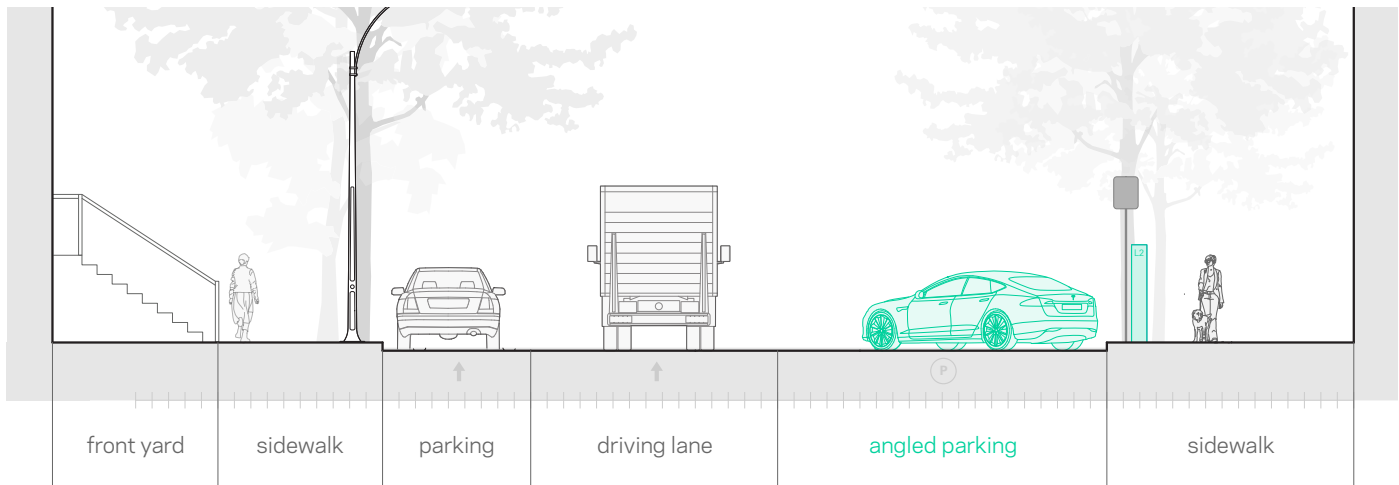 L2
P
front yard
sidewalk
parking
driving lane
angled parking
sidewalk